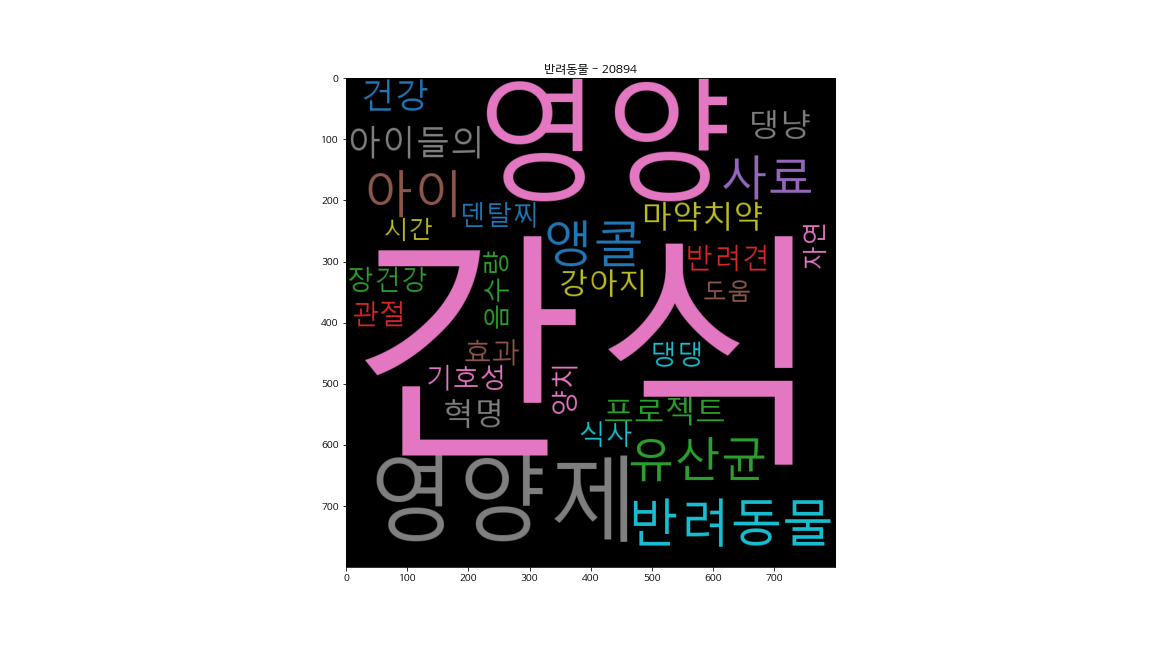 반려동물 - 20894
0
100
200
300
400
500
600
700
건강
영양
댕냥
아이들의
사료
아이
덴탈찌
마약치약
시간
앵콜
자연
반려견
장건강
음수량
강아지
도움
관절
간식
효과
댕댕
기호성
양치
혁명
프로젝트
식사
유산균
영양제
반려동물
0
100
200
300
400
500
600
700